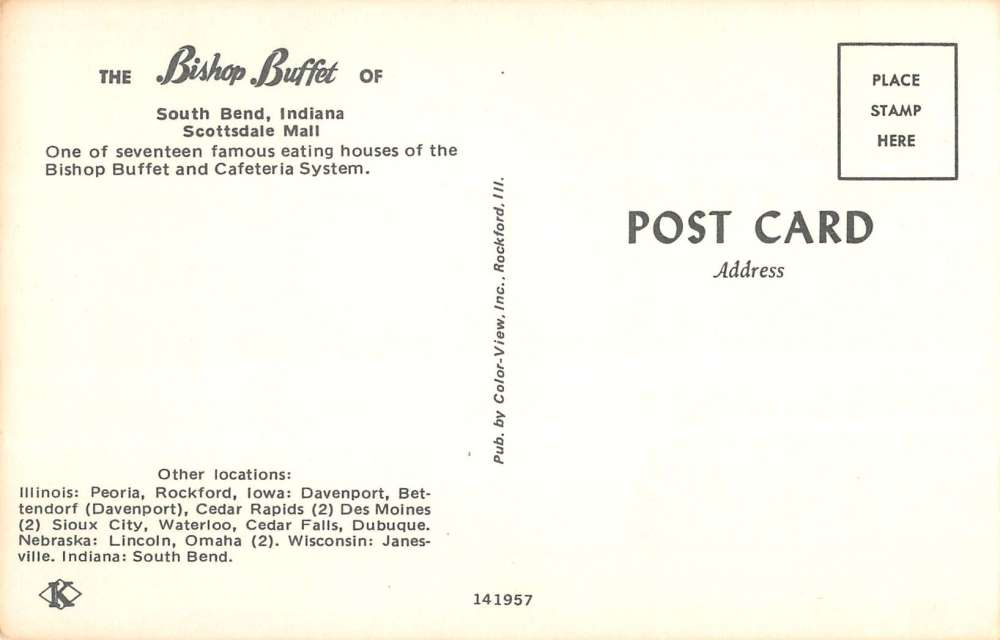 THE Bishop Buffet OF
South Bend, Indiana
Scottsdale Mall
One of seventeen famous eating houses of the
Bishop Buffet and Cafeteria System.
Other locations:
Illinois: Peoria, Rockford, Iowa: Davenport, Bet-
tendorf (Davenport), Cedar Rapids (2) Des Moines
(2) Sioux City, Waterloo, Cedar Falls, Dubuque.
Nebraska: Lincoln, Omaha (2). Wisconsin: Janes-
ville. Indiana: South Bend.
K
Pub. by Color-View, Inc., Rockford, Ill.
141957
PLACE
STAMP
HERE
POST CARD
Address